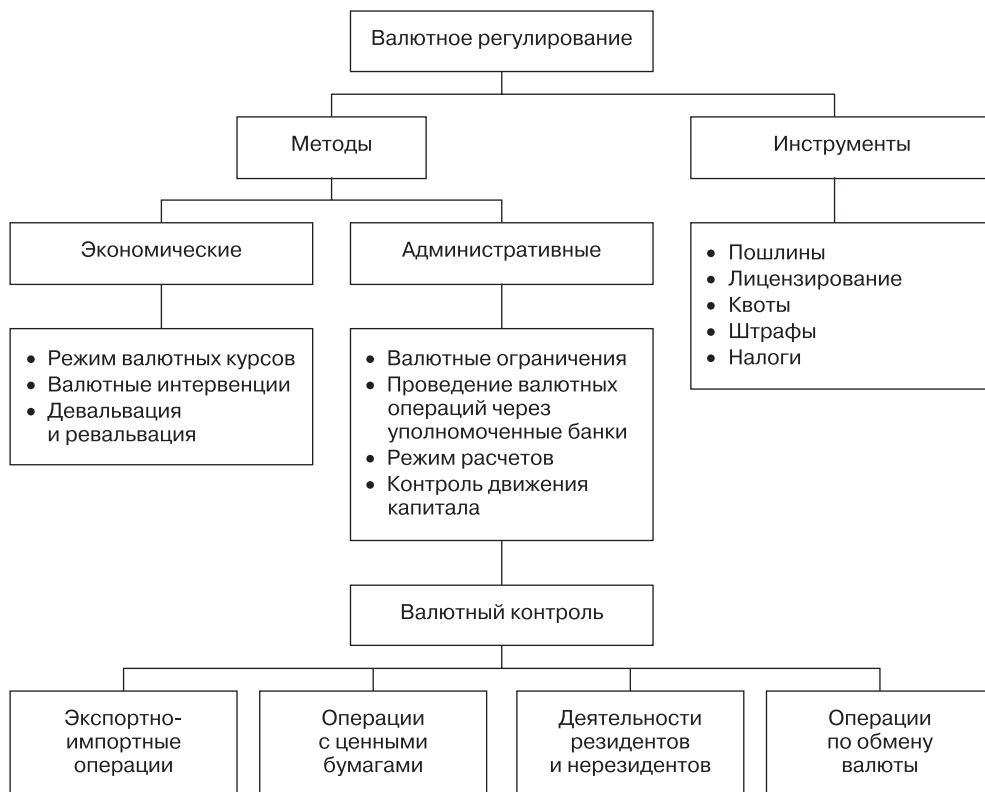 Валютное регулирование
Методы
Инструменты
Экономические
Административные
• Пошлины
• Лицензирование
• Квоты
• Штрафы
• Налоги
• Режим валютных курсов
• Валютные интервенции
• Девальвация
и ревальвация
• Валютные ограничения
• Проведение валютных
операций через
уполномоченные банки
• Режим расчетов
• Контроль движения
капитала
Валютный контроль
Экспортно-
импортные
операции
Операции
с ценными
бумагами
Деятельности
резидентов
и нерезидентов
Операции
по обмену
валюты